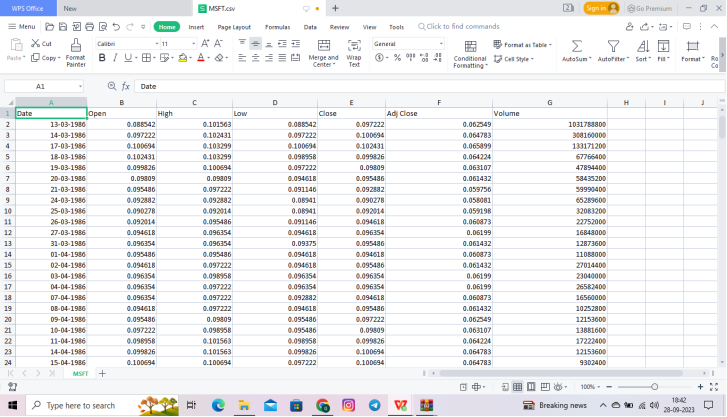 WPS Office New MSFT.csv + Sign in Go Premium
Menu Home Insert Page Layout Formulas Data Review View Tools Click to find commands
Paste Cut Copy Format Painter Calibri 11 A⁺ A⁻ General Merge and Center Wrap Text Conditional Formatting Format as Table Cell Style AutoSum AutoFilter Sort Fill Format Ro Co
B I U A
A1 fx Date
A B C D E F G H I J
1 Date Open High Low Close Adj Close Volume
2 13-03-1986 0.088542 0.101563 0.088542 0.097222 0.062549 1031788800
3 14-03-1986 0.097222 0.102431 0.097222 0.100694 0.064783 308160000
4 17-03-1986 0.100694 0.103299 0.100694 0.102431 0.065899 133171200
5 18-03-1986 0.102431 0.103299 0.098958 0.099826 0.064224 67766400
6 19-03-1986 0.099826 0.100694 0.097222 0.09809 0.063107 47894400
7 20-03-1986 0.09809 0.09809 0.094618 0.095486 0.061432 58435200
8 21-03-1986 0.095486 0.097222 0.091146 0.092882 0.059756 59990400
9 24-03-1986 0.092882 0.092882 0.08941 0.090278 0.058081 65289600
10 25-03-1986 0.090278 0.092014 0.08941 0.092014 0.059198 32083200
11 26-03-1986 0.092014 0.095486 0.091146 0.094618 0.060873 22752000
12 27-03-1986 0.094618 0.096354 0.094618 0.096354 0.06199 16848000
13 31-03-1986 0.096354 0.096354 0.09375 0.095486 0.061432 12873600
14 01-04-1986 0.095486 0.095486 0.094618 0.094618 0.060873 11088000
15 02-04-1986 0.094618 0.097222 0.094618 0.095486 0.061432 27014400
16 03-04-1986 0.096354 0.098958 0.096354 0.096354 0.06199 23040000
17 04-04-1986 0.096354 0.097222 0.096354 0.096354 0.06199 26582400
18 07-04-1986 0.096354 0.097222 0.092882 0.094618 0.060873 16560000
19 08-04-1986 0.094618 0.097222 0.094618 0.095486 0.061432 10252800
20 09-04-1986 0.095486 0.09809 0.095486 0.097222 0.062549 12153600
21 10-04-1986 0.097222 0.098958 0.095486 0.09809 0.063107 13881600
22 11-04-1986 0.098958 0.101563 0.098958 0.099826 0.064224 17222400
23 14-04-1986 0.099826 0.101563 0.099826 0.100694 0.064783 12153600
24 15-04-1986 0.100694 0.100694 0.097222 0.100694 0.064783 9302400
MSFT +
100% − +
Type here to search Breaking news 18:42
28-09-2023